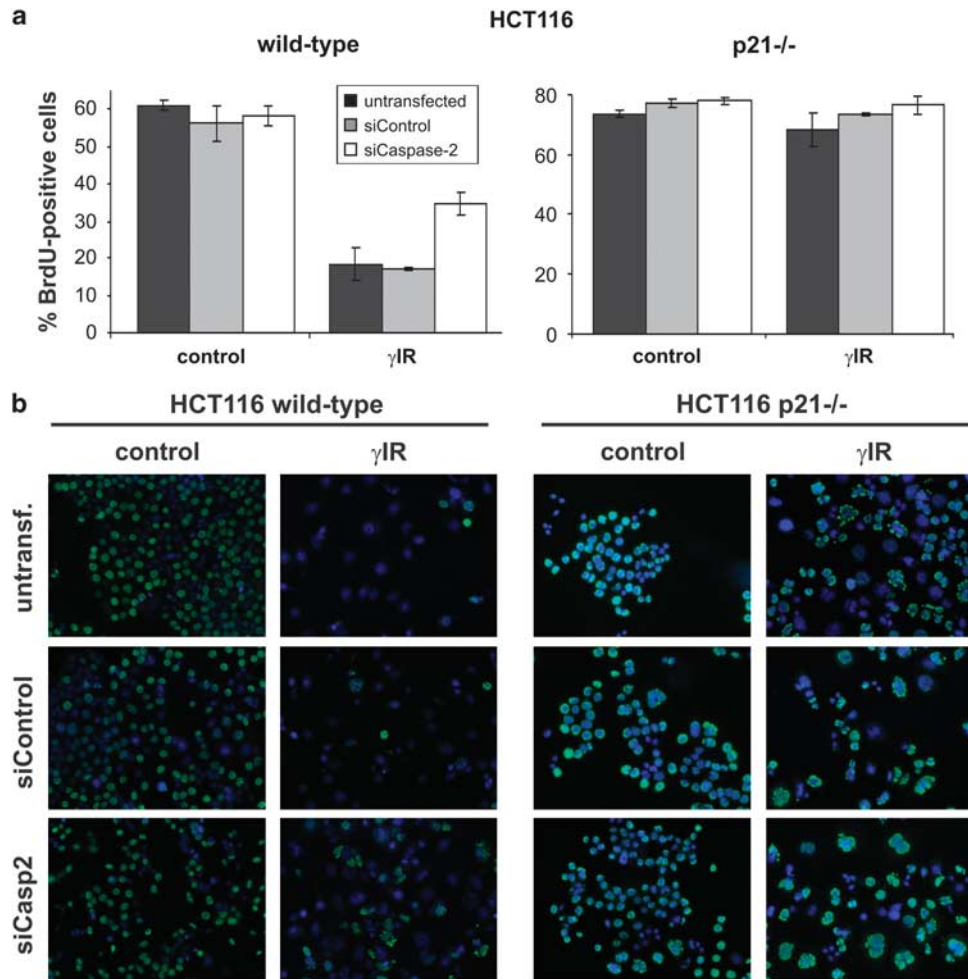 a
HCT116
wild-type
p21-/-
% BrdU-positive cells
60
50
40
30
20
10
0
untransfected
siControl
siCaspase-2
control
γIR
80
60
40
20
0
control
γIR
b
HCT116 wild-type
HCT116 p21-/-
control
γIR
control
γIR
untransf.
siControl
siCasp2